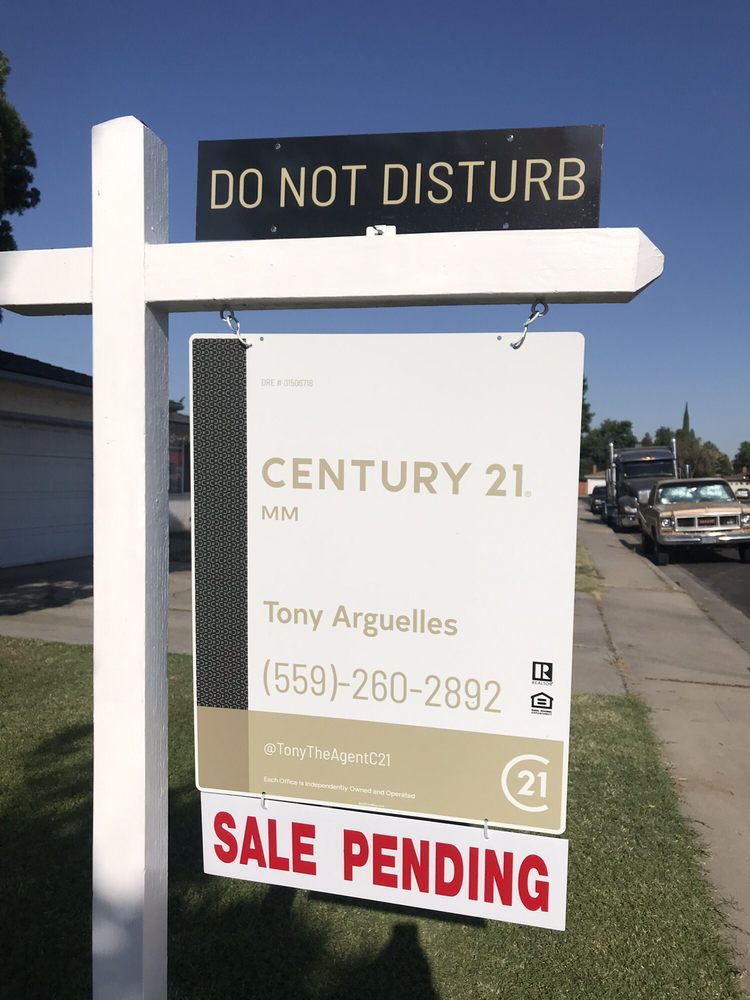 DO NOT DISTURB
DRE # 01506718
CENTURY 21
MM
Tony Arguelles
(559)-260-2892
REALTOR
@TonyTheAgentC21
21
Each Office is Independently Owned and Operated
SALE PENDING